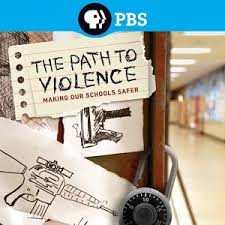 PBS
THE PATH TO
VIOLENCE
MAKING OUR SCHOOLS SAFER